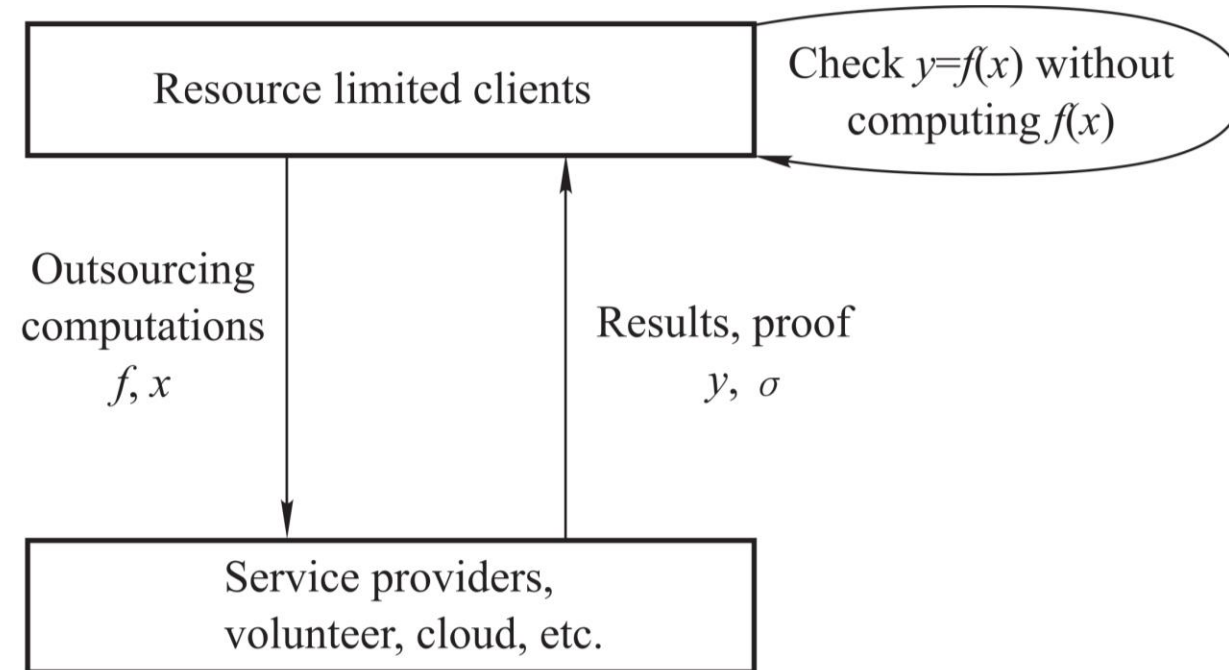 Resource limited clients
Check y=f(x) without
computing f(x)
Outsourcing
computations
f, x
Results, proof
y, σ
Service providers,
volunteer, cloud, etc.